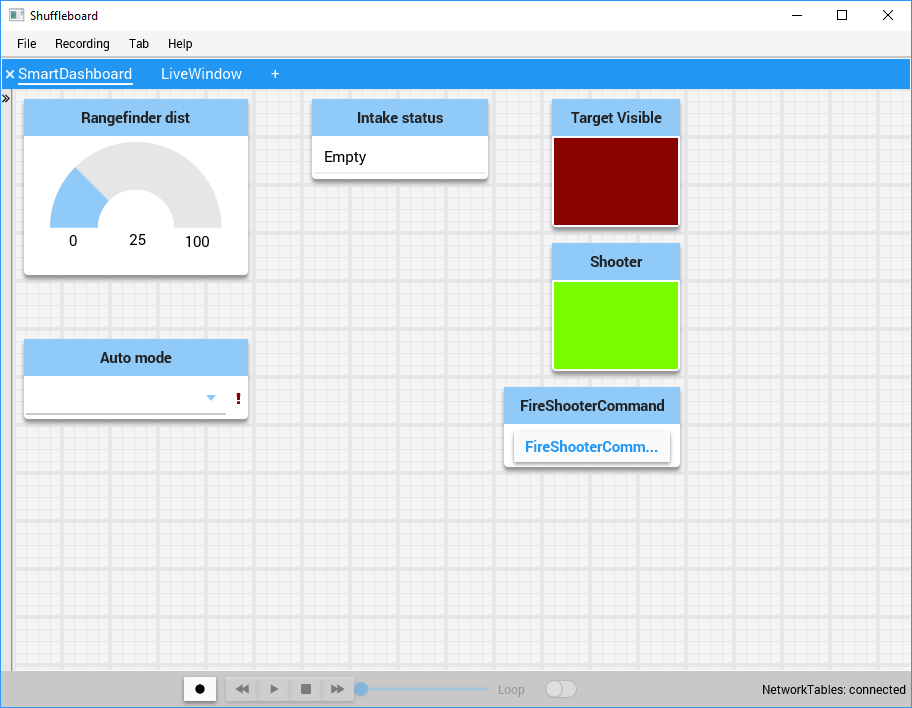 Shuffleboard
File Recording Tab Help
SmartDashboard LiveWindow +
Rangefinder dist
0 25 100
Intake status
Empty
Target Visible
Shooter
Auto mode
!
FireShooterCommand
FireShooterComm...
Loop
NetworkTables: connected